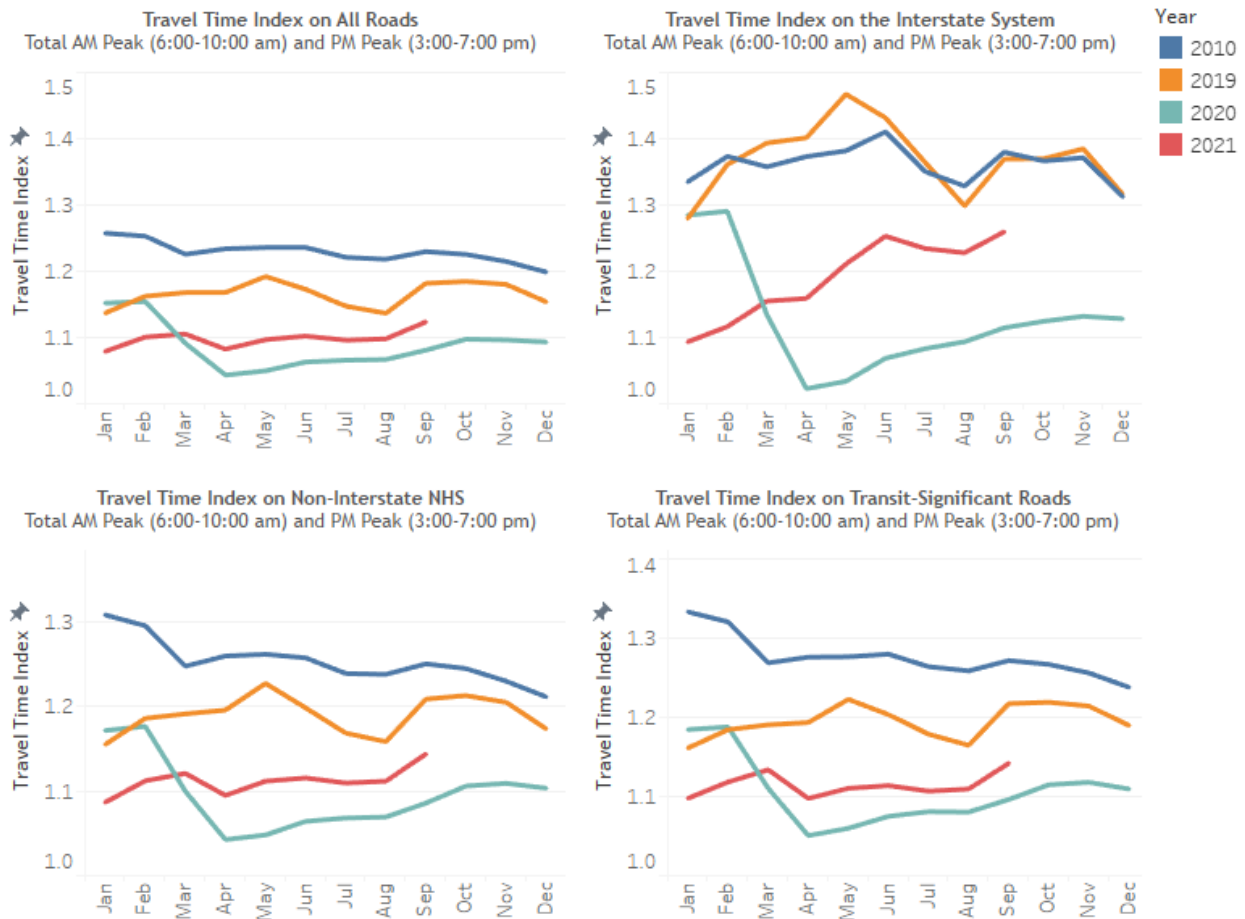 Travel Time Index on All Roads
Total AM Peak (6:00-10:00 am) and PM Peak (3:00-7:00 pm)
Travel Time Index
1.5
1.4
1.3
1.2
1.1
1.0
Jan Feb Mar Apr May Jun Jul Aug Sep Oct Nov Dec
Travel Time Index on the Interstate System
Total AM Peak (6:00-10:00 am) and PM Peak (3:00-7:00 pm)
Travel Time Index
1.5
1.4
1.3
1.2
1.1
1.0
Jan Feb Mar Apr May Jun Jul Aug Sep Oct Nov Dec
Year
2010
2019
2020
2021
Travel Time Index on Non-Interstate NHS
Total AM Peak (6:00-10:00 am) and PM Peak (3:00-7:00 pm)
Travel Time Index
1.3
1.2
1.1
1.0
Jan Feb Mar Apr May Jun Jul Aug Sep Oct Nov Dec
Travel Time Index on Transit-Significant Roads
Total AM Peak (6:00-10:00 am) and PM Peak (3:00-7:00 pm)
Travel Time Index
1.4
1.3
1.2
1.1
1.0
Jan Feb Mar Apr May Jun Jul Aug Sep Oct Nov Dec